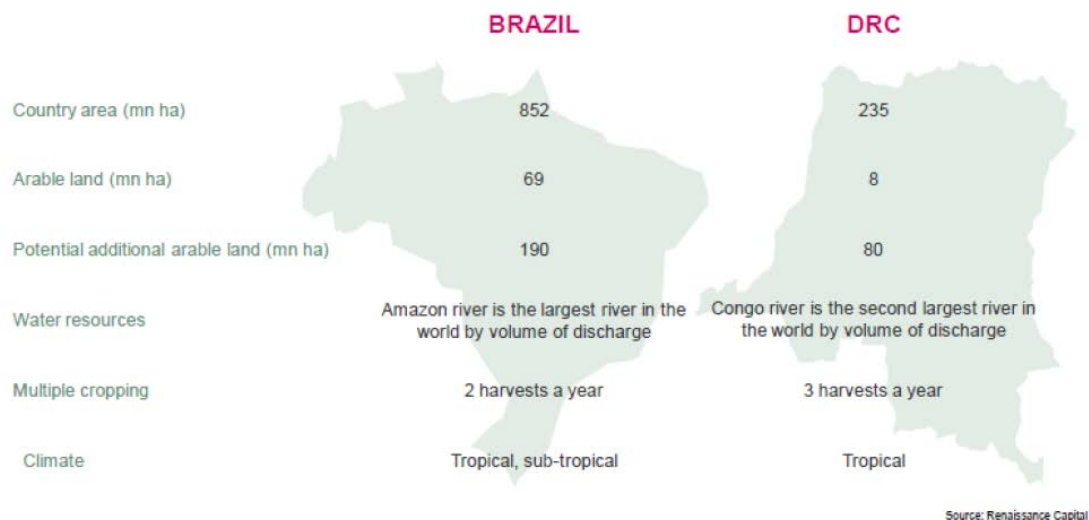 BRAZIL DRC
Country area (mn ha) 852 235
Arable land (mn ha) 69 8
Potential additional arable land (mn ha) 190 80
Water resources
Amazon river is the largest river in the
world by volume of discharge
Congo river is the second largest river in
the world by volume of discharge
Multiple cropping 2 harvests a year 3 harvests a year
Climate Tropical, sub-tropical Tropical
Source: Renaissance Capital